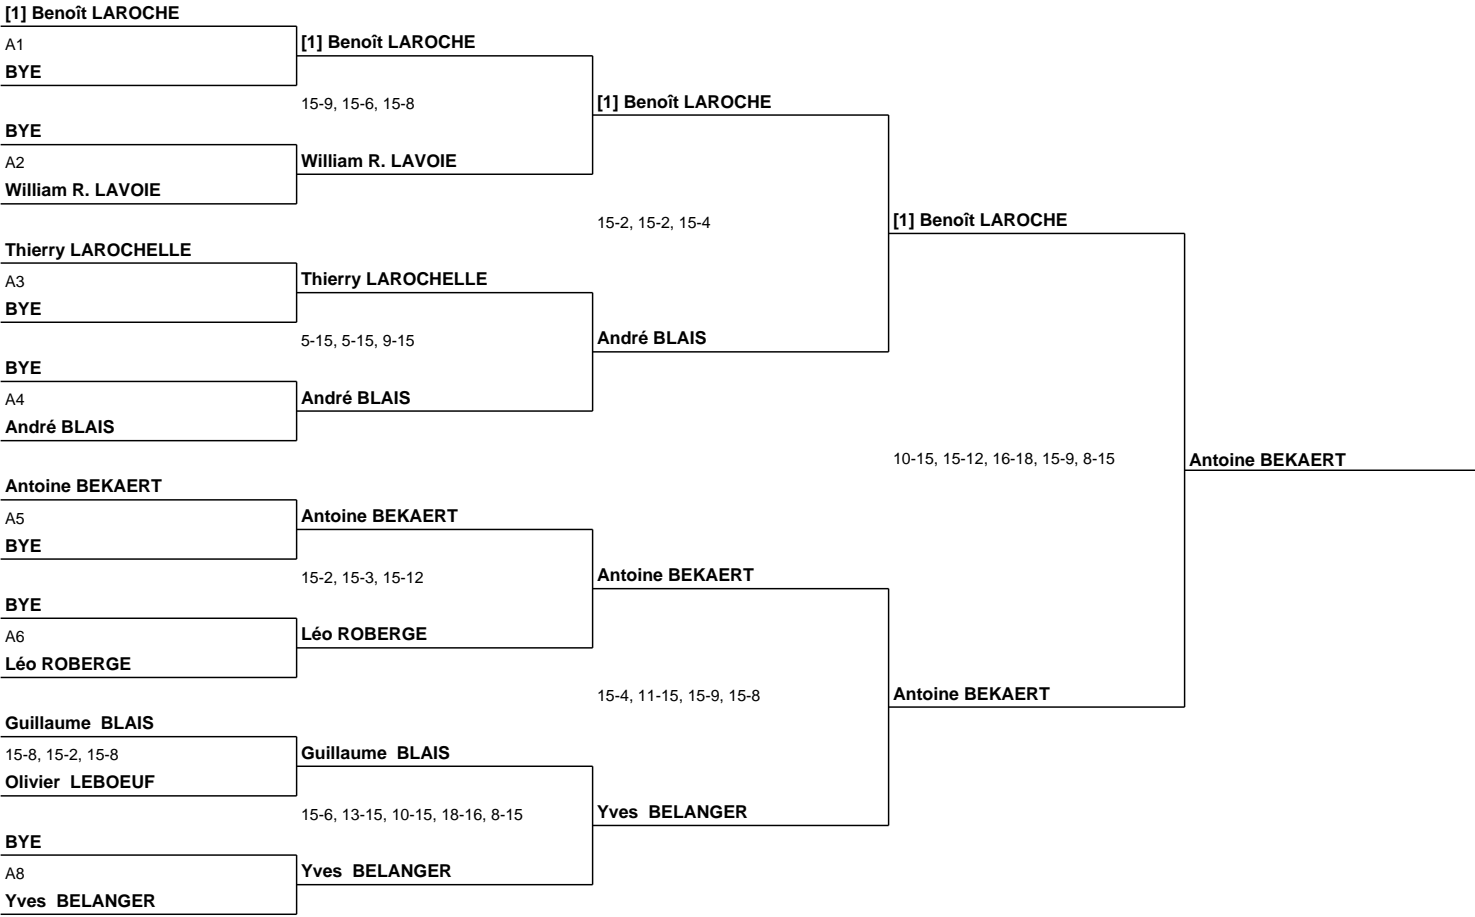 [1] Benoît LAROCHE
A1
BYE
BYE
A2
William R. LAVOIE
Thierry LAROCHELLE
A3
BYE
BYE
A4
André BLAIS
Antoine BEKAERT
A5
BYE
BYE
A6
Léo ROBERGE
Guillaume  BLAIS
15-8, 15-2, 15-8
Olivier  LEBOEUF
BYE
A8
Yves  BELANGER
[1] Benoît LAROCHE
15-9, 15-6, 15-8
William R. LAVOIE
Thierry LAROCHELLE
5-15, 5-15, 9-15
André BLAIS
Antoine BEKAERT
15-2, 15-3, 15-12
Léo ROBERGE
Guillaume  BLAIS
15-6, 13-15, 10-15, 18-16, 8-15
Yves  BELANGER
[1] Benoît LAROCHE
15-2, 15-2, 15-4
André BLAIS
Antoine BEKAERT
15-4, 11-15, 15-9, 15-8
Yves  BELANGER
[1] Benoît LAROCHE
10-15, 15-12, 16-18, 15-9, 8-15
Antoine BEKAERT
Antoine BEKAERT